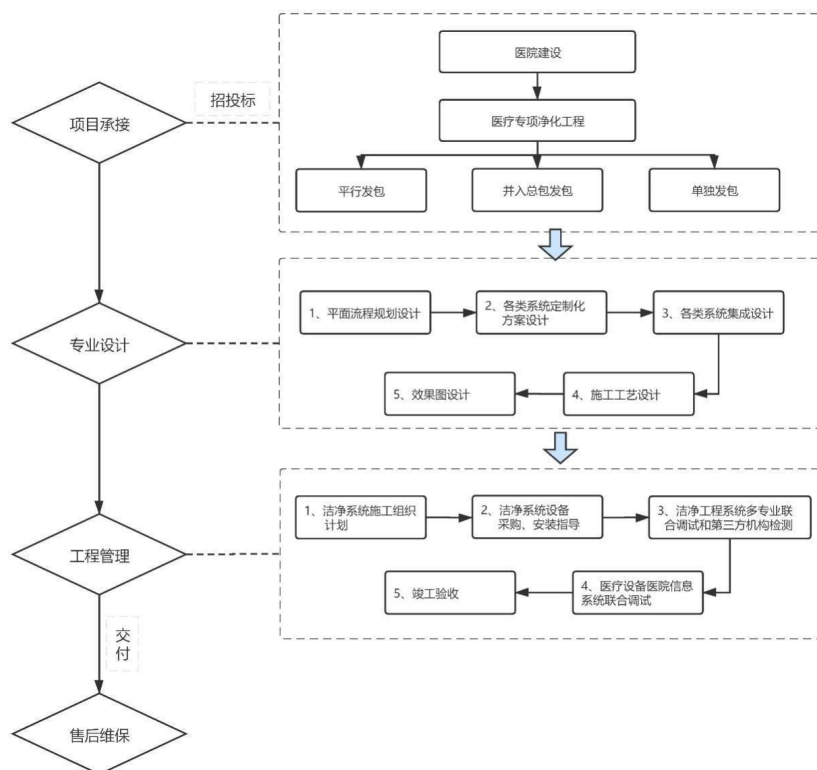 医院建设
招投标
项目承接
医疗专项净化工程
平行发包
并入总包发包
单独发包
专业设计
1、平面流程规划设计
2、各类系统定制化
方案设计
3、各类系统集成设计
5、效果图设计
4、施工工艺设计
工程管理
1、洁净系统施工组织
计划
2、洁净系统设备
采购、安装指导
3、洁净工程系统多专业联
合调试和第三方机构检测
5、竣工验收
4、医疗设备医院信息
系统联合调试
交
付
售后维保